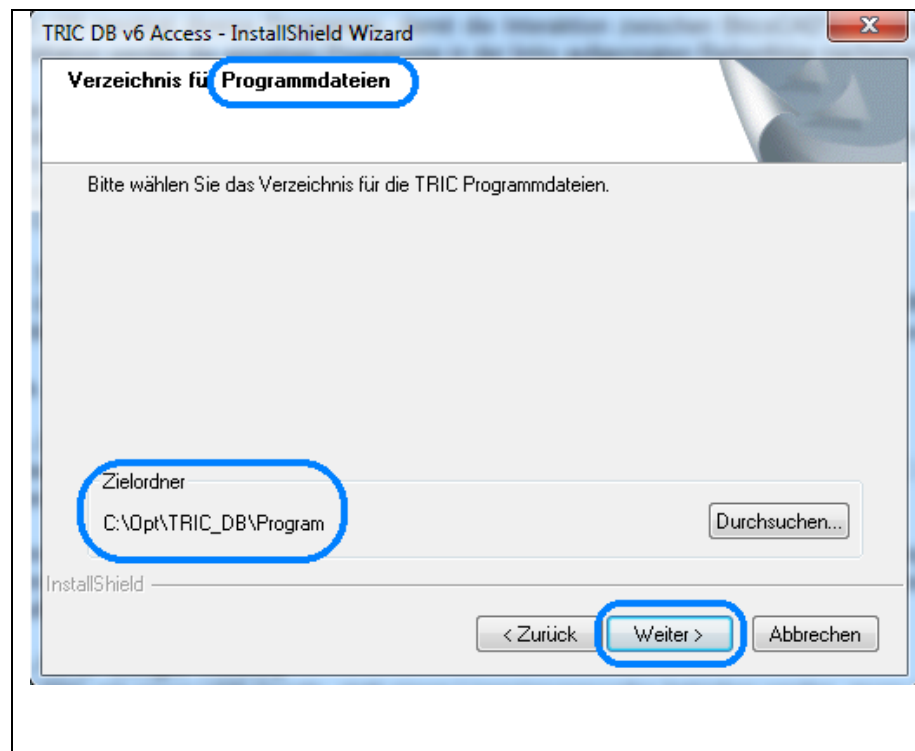 TRIC DB v6 Access - InstallShield Wizard
Verzeichnis fü Programmdateien
Bitte wählen Sie das Verzeichnis für die TRIC Programmdateien.
Zielordner
C:\Opt\TRIC_DB\Program
Durchsuchen...
InstallShield
< Zurück
Weiter >
Abbrechen